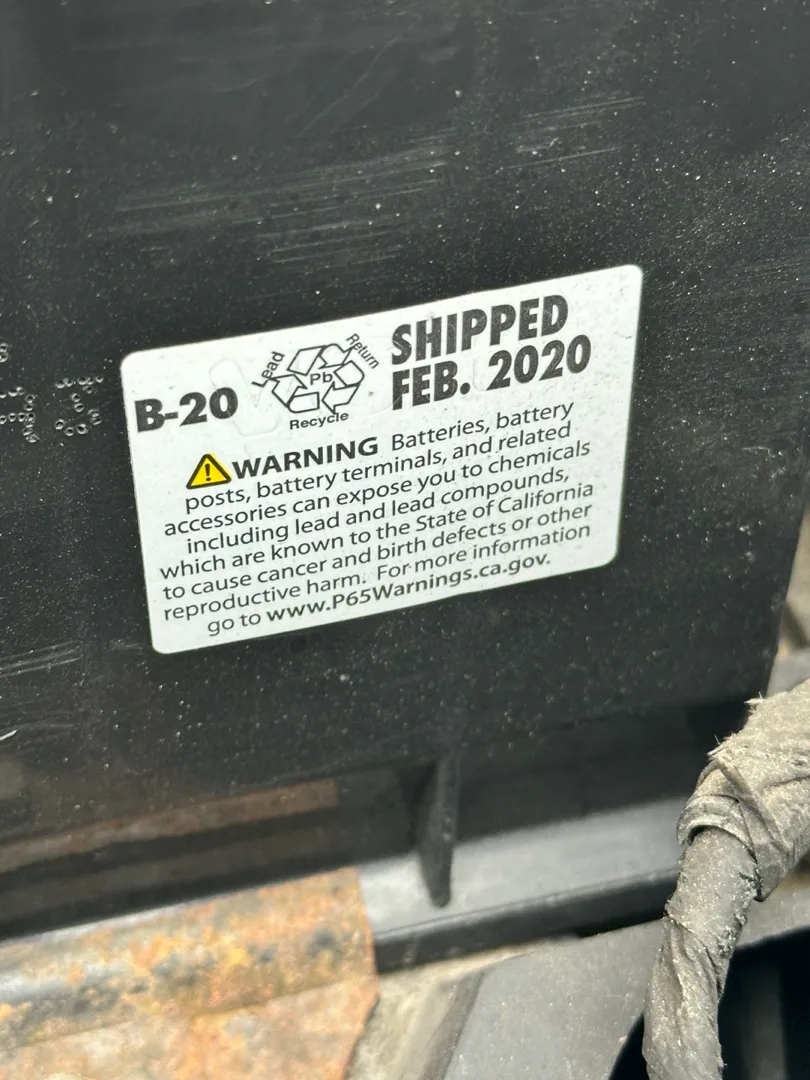 B-20
Lead
Return
Pb
Recycle
SHIPPED
FEB. 2020
WARNING Batteries, battery
posts, battery terminals, and related
accessories can expose you to chemicals
including lead and lead compounds,
which are known to the State of California
to cause cancer and birth defects or other
reproductive harm. For more information
go to www.P65Warnings.ca.gov.